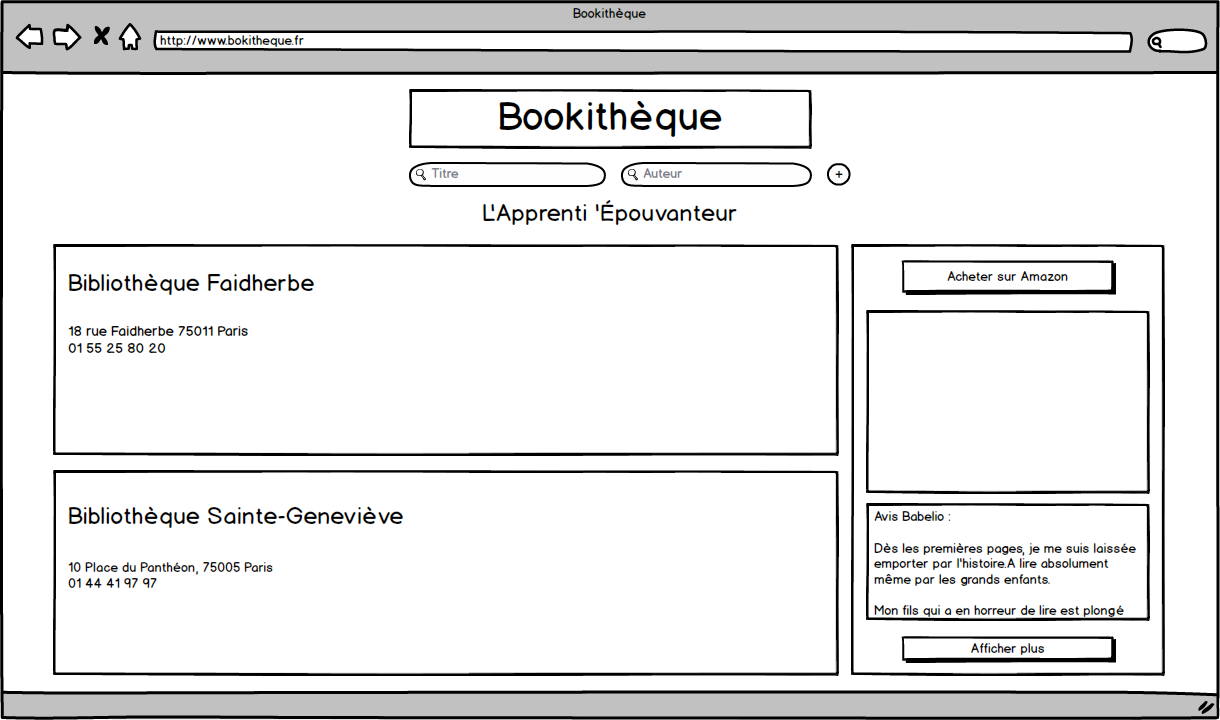 Bookithèque
http://www.bokitheque.fr
Bookithèque
Titre
Auteur
+
L'Apprenti 'Épouvanteur
Bibliothèque Faidherbe
18 rue Faidherbe 75011 Paris
01 55 25 80 20
Bibliothèque Sainte-Geneviève
10 Place du Panthéon, 75005 Paris
01 44 41 97 97
Acheter sur Amazon
Avis Babelio :
Dès les premières pages, je me suis laissée
emporter par l'histoire.A lire absolument
même par les grands enfants.
Mon fils qui a en horreur de lire est plongé
Afficher plus